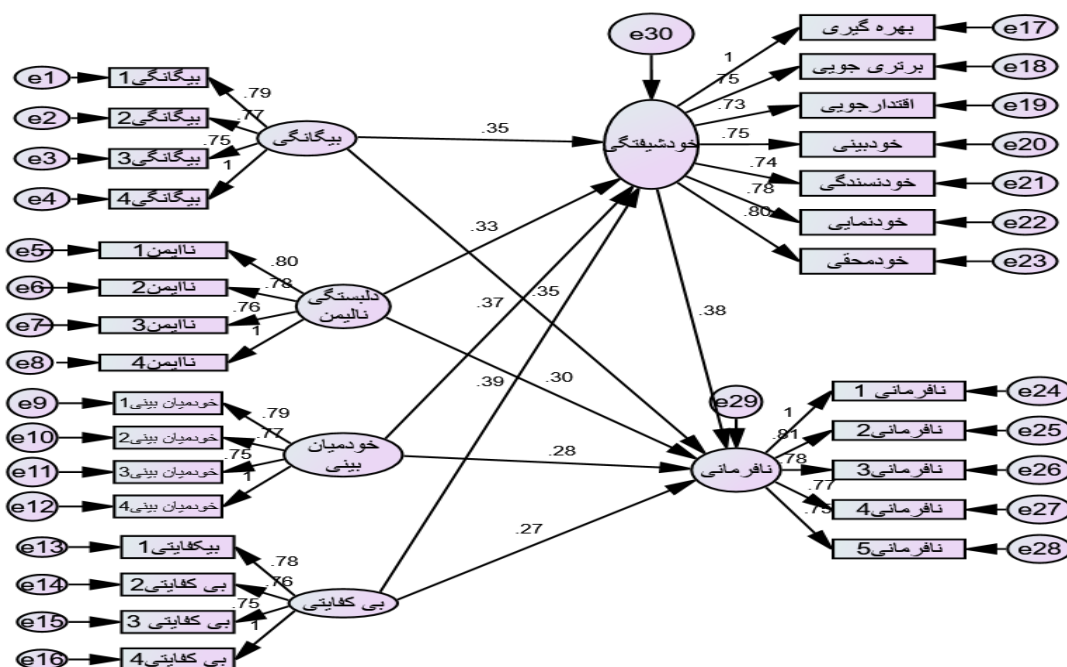 e30
بهره گیری
e17
برتری جویی
e18
اقتدارجویی
e19
خودبینی
e20
خودنسندگی
e21
خودنمایی
e22
خودمحقی
e23
خودشیفتگی
1
.75
.73
.75
.74
.78
.80
e1
بیگانگی1
e2
بیگانگی2
e3
بیگانگی3
e4
بیگانگی4
.79
.77
.75
1
بیگانگی
.35
e5
ناایمن1
e6
ناایمن2
e7
ناایمن3
e8
ناایمن4
.80
.78
.76
1
دلبستگی
ناایمن
.33
.37
.35
.38
.39
.30
e9
خودمیان بینی1
e10
خودمیان بینی2
e11
خودمیان بینی3
e12
خودمیان بینی4
.79
.77
.75
1
خودمیان
بینی
.28
e29
نافرمانی
1
.81
.78
.77
.75
نافرمانی 1
e24
نافرمانی2
e25
نافرمانی3
e26
نافرمانی4
e27
نافرمانی5
e28
e13
بیکفایتی1
e14
بی کفایتی2
e15
بی کفایتی 3
e16
بی کفایتی4
.78
.76
.75
1
بی کفایتی
.27